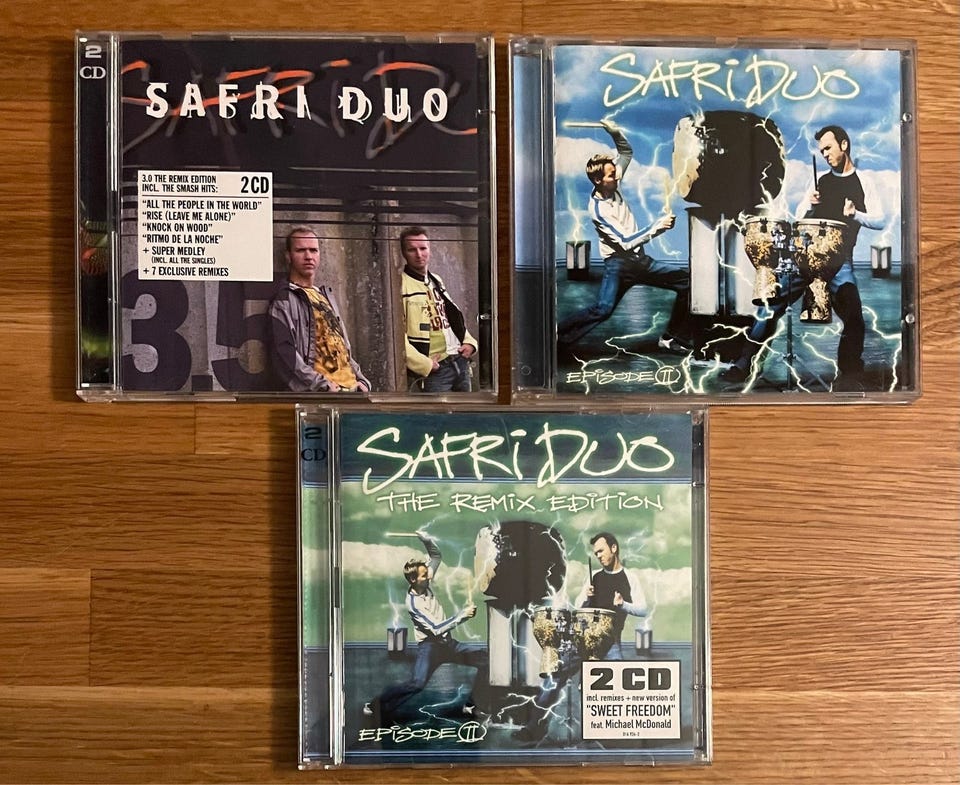 2
CD
SAFRI DUO
SAFRI DUO
3.0 THE REMIX EDITION
INCL. THE SMASH HITS:
2CD
"ALL THE PEOPLE IN THE WORLD"
"RISE (LEAVE ME ALONE)"
"KNOCK ON WOOD"
"RITMO DE LA NOCHE"
+ SUPER MEDLEY
(INCL. ALL THE SINGLES)
+ 7 EXCLUSIVE REMIXES
3.5
SAFRI DUO
EPISODE II
2
CD
SAFRI DUO
THE REMIX EDITION
EPISODE II
2 CD
incl. remixes + new version of
"SWEET FREEDOM"
feat. Michael McDonald